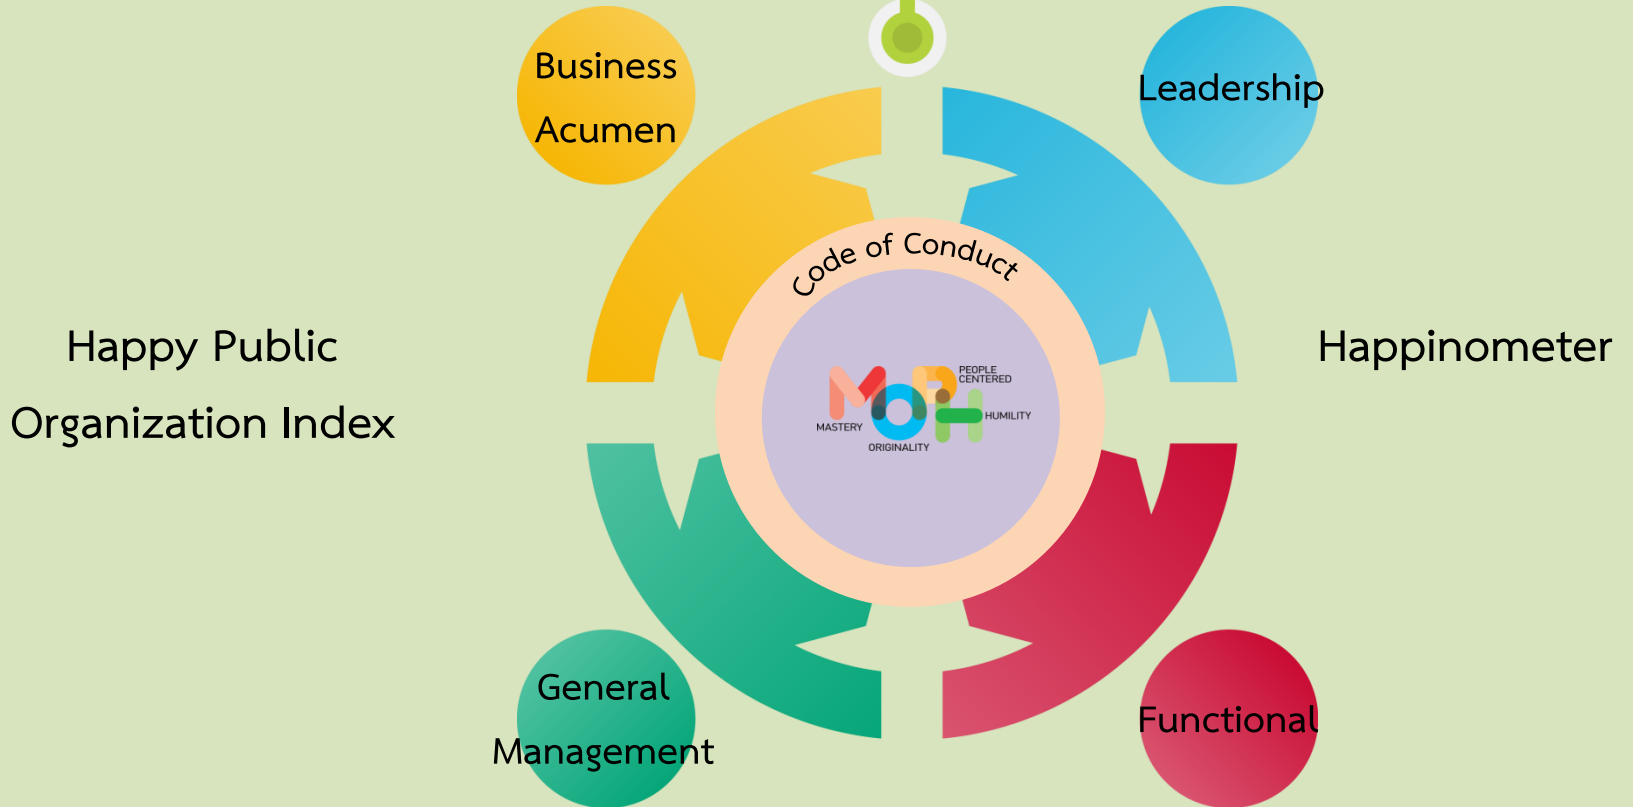 Business
Acumen
Leadership
Code of Conduct
Happy Public
Organization Index
Happinometer
MOPH
PEOPLE
CENTERED
MASTERY
HUMILITY
ORIGINALITY
General
Management
Functional